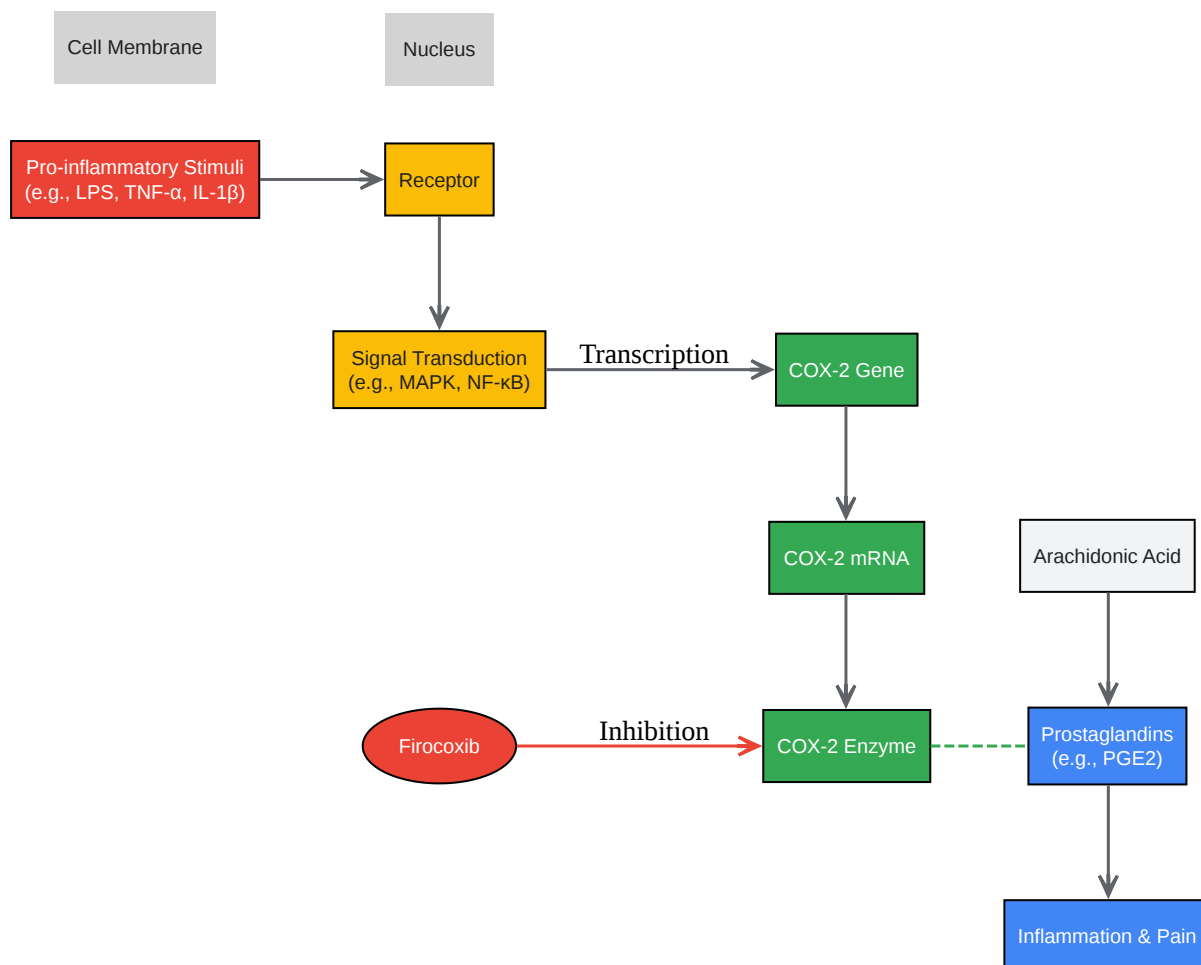 Cell Membrane
Nucleus
Pro-inflammatory Stimuli
(e.g., LPS, TNF-α, IL-1β)
Receptor
Signal Transduction
(e.g., MAPK, NF-κB)
Transcription
COX-2 Gene
COX-2 mRNA
Arachidonic Acid
Firocoxib
Inhibition
COX-2 Enzyme
Prostaglandins
(e.g., PGE2)
Inflammation & Pain